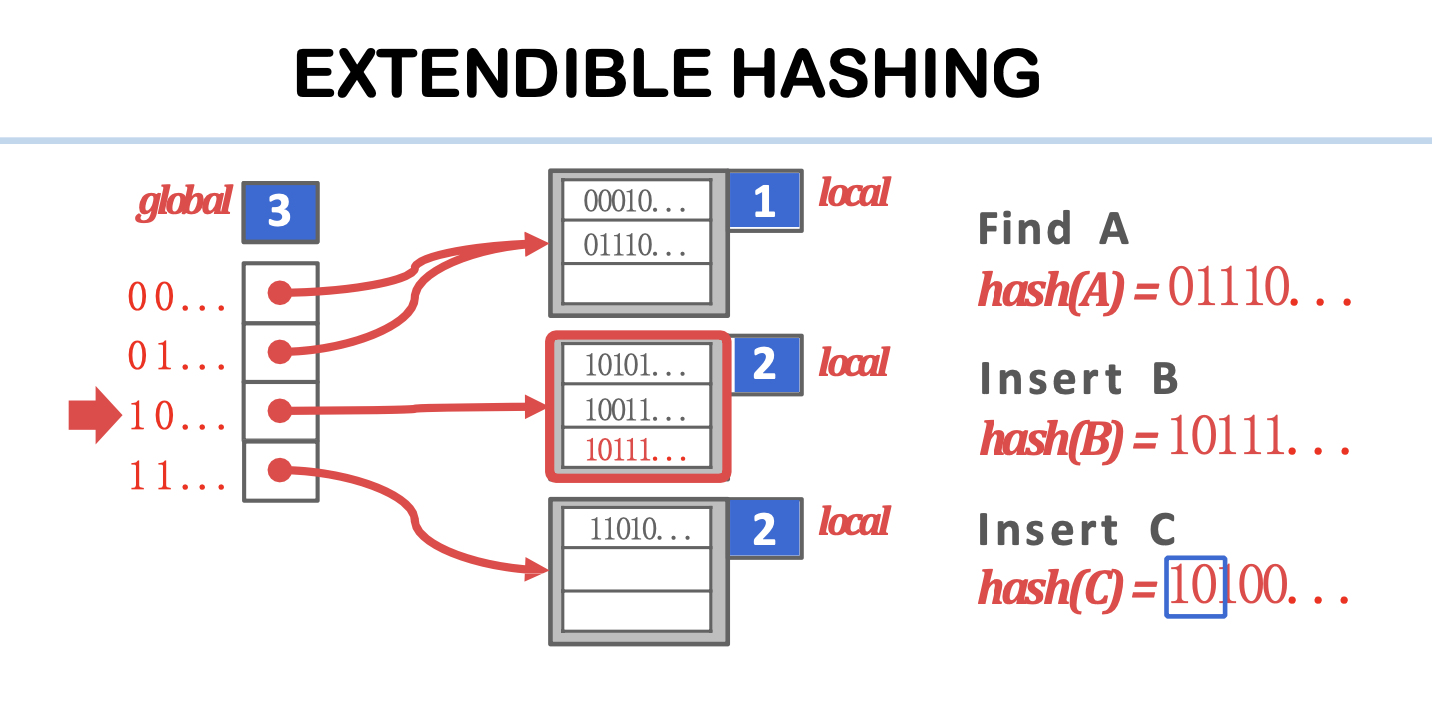 EXTENDIBLE HASHING
global 3
00...
01...
10...
11...
00010...
01110...
1 local
10101...
10011...
10111...
2 local
11010...
2 local
Find A
hash(A) = 01110...
Insert B
hash(B) = 10111...
Insert C
hash(C) = 10100...